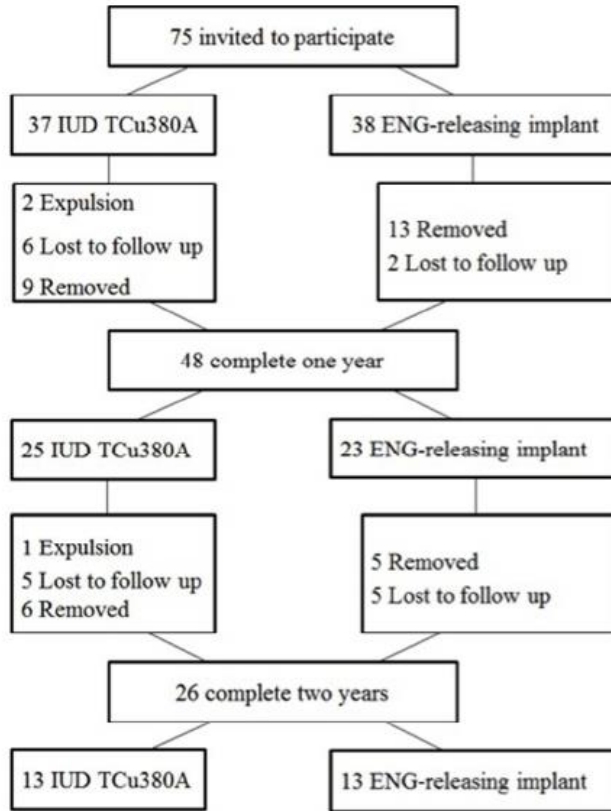 75 invited to participate
37 IUD TCu380A
38 ENG-releasing implant
2 Expulsion
6 Lost to follow up
9 Removed
13 Removed
2 Lost to follow up
48 complete one year
25 IUD TCu380A
23 ENG-releasing implant
1 Expulsion
5 Lost to follow up
6 Removed
5 Removed
5 Lost to follow up
26 complete two years
13 IUD TCu380A
13 ENG-releasing implant